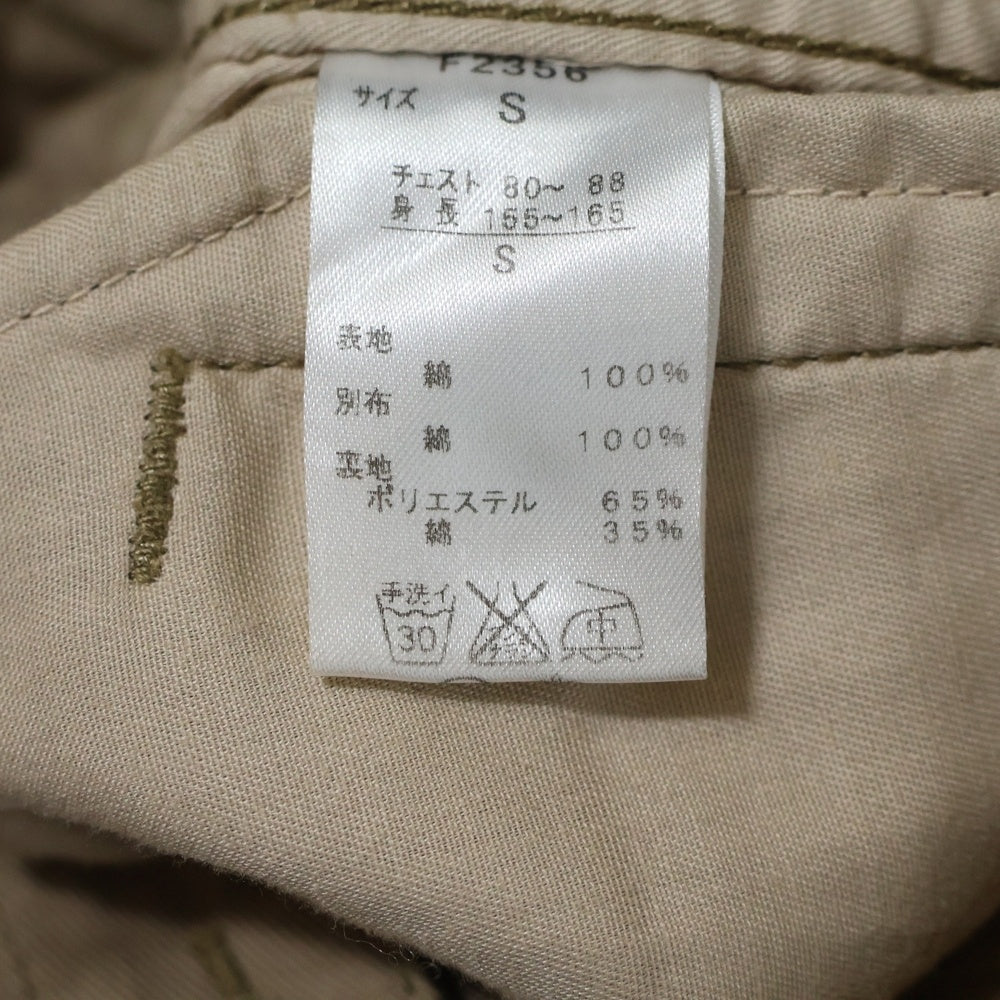 F2356
サイズ S
チェスト 80～ 88
身 長 155～165
S
表地
綿 100%
別布
綿 100%
裏地
ポリエステル 65%
綿 35%
手洗イ
30
中